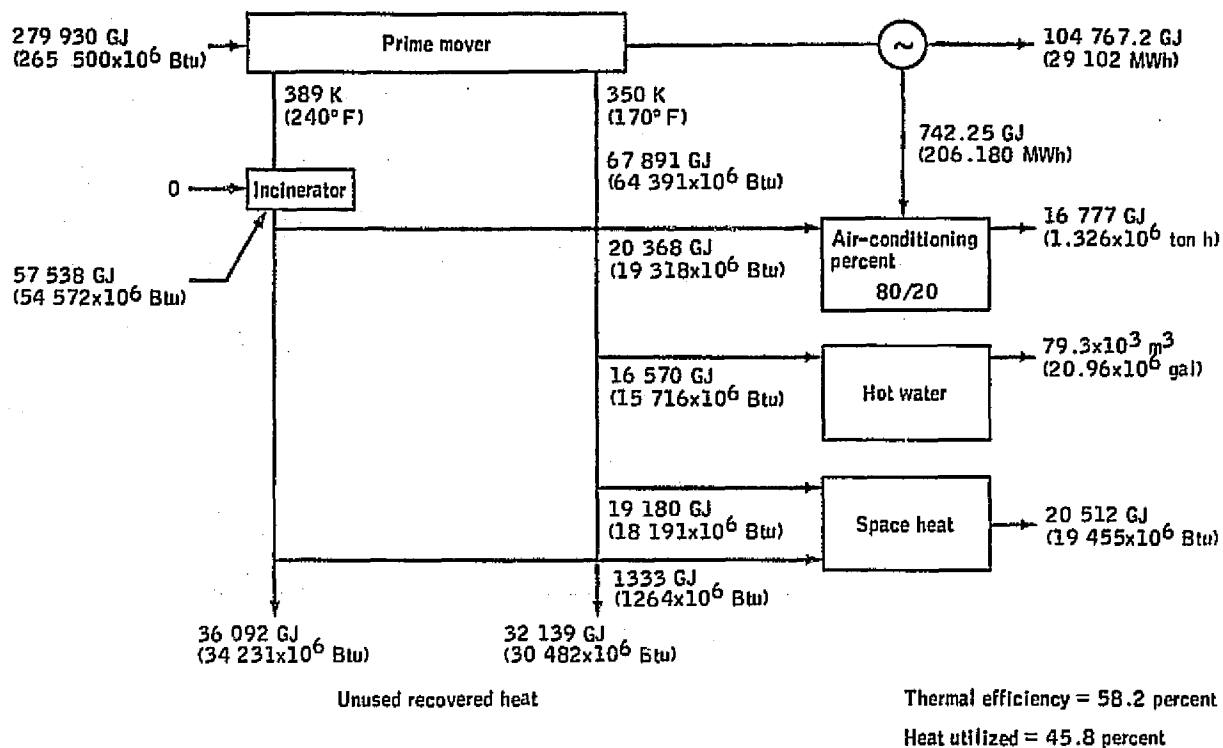 279 930 GJ
(265 500x10⁶ Btu)
Prime mover
~
104 767.2 GJ
(29 102 MWh)
389 K
(240° F)
350 K
(170° F)
742.25 GJ
(206.180 MWh)
67 891 GJ
(64 391x10⁶ Btu)
0
Incinerator
57 538 GJ
(54 572x10⁶ Btu)
20 368 GJ
(19 318x10⁶ Btu)
Air-conditioning
percent
80/20
16 777 GJ
(1.326x10⁶ ton h)
16 570 GJ
(15 716x10⁶ Btu)
Hot water
79.3x10³ m³
(20.96x10⁶ gal)
19 180 GJ
(18 191x10⁶ Btu)
Space heat
20 512 GJ
(19 455x10⁶ Btu)
1333 GJ
(1264x10⁶ Btu)
36 092 GJ
(34 231x10⁶ Btu)
32 139 GJ
(30 482x10⁶ Btu)
Unused recovered heat
Thermal efficiency = 58.2 percent
Heat utilized = 45.8 percent